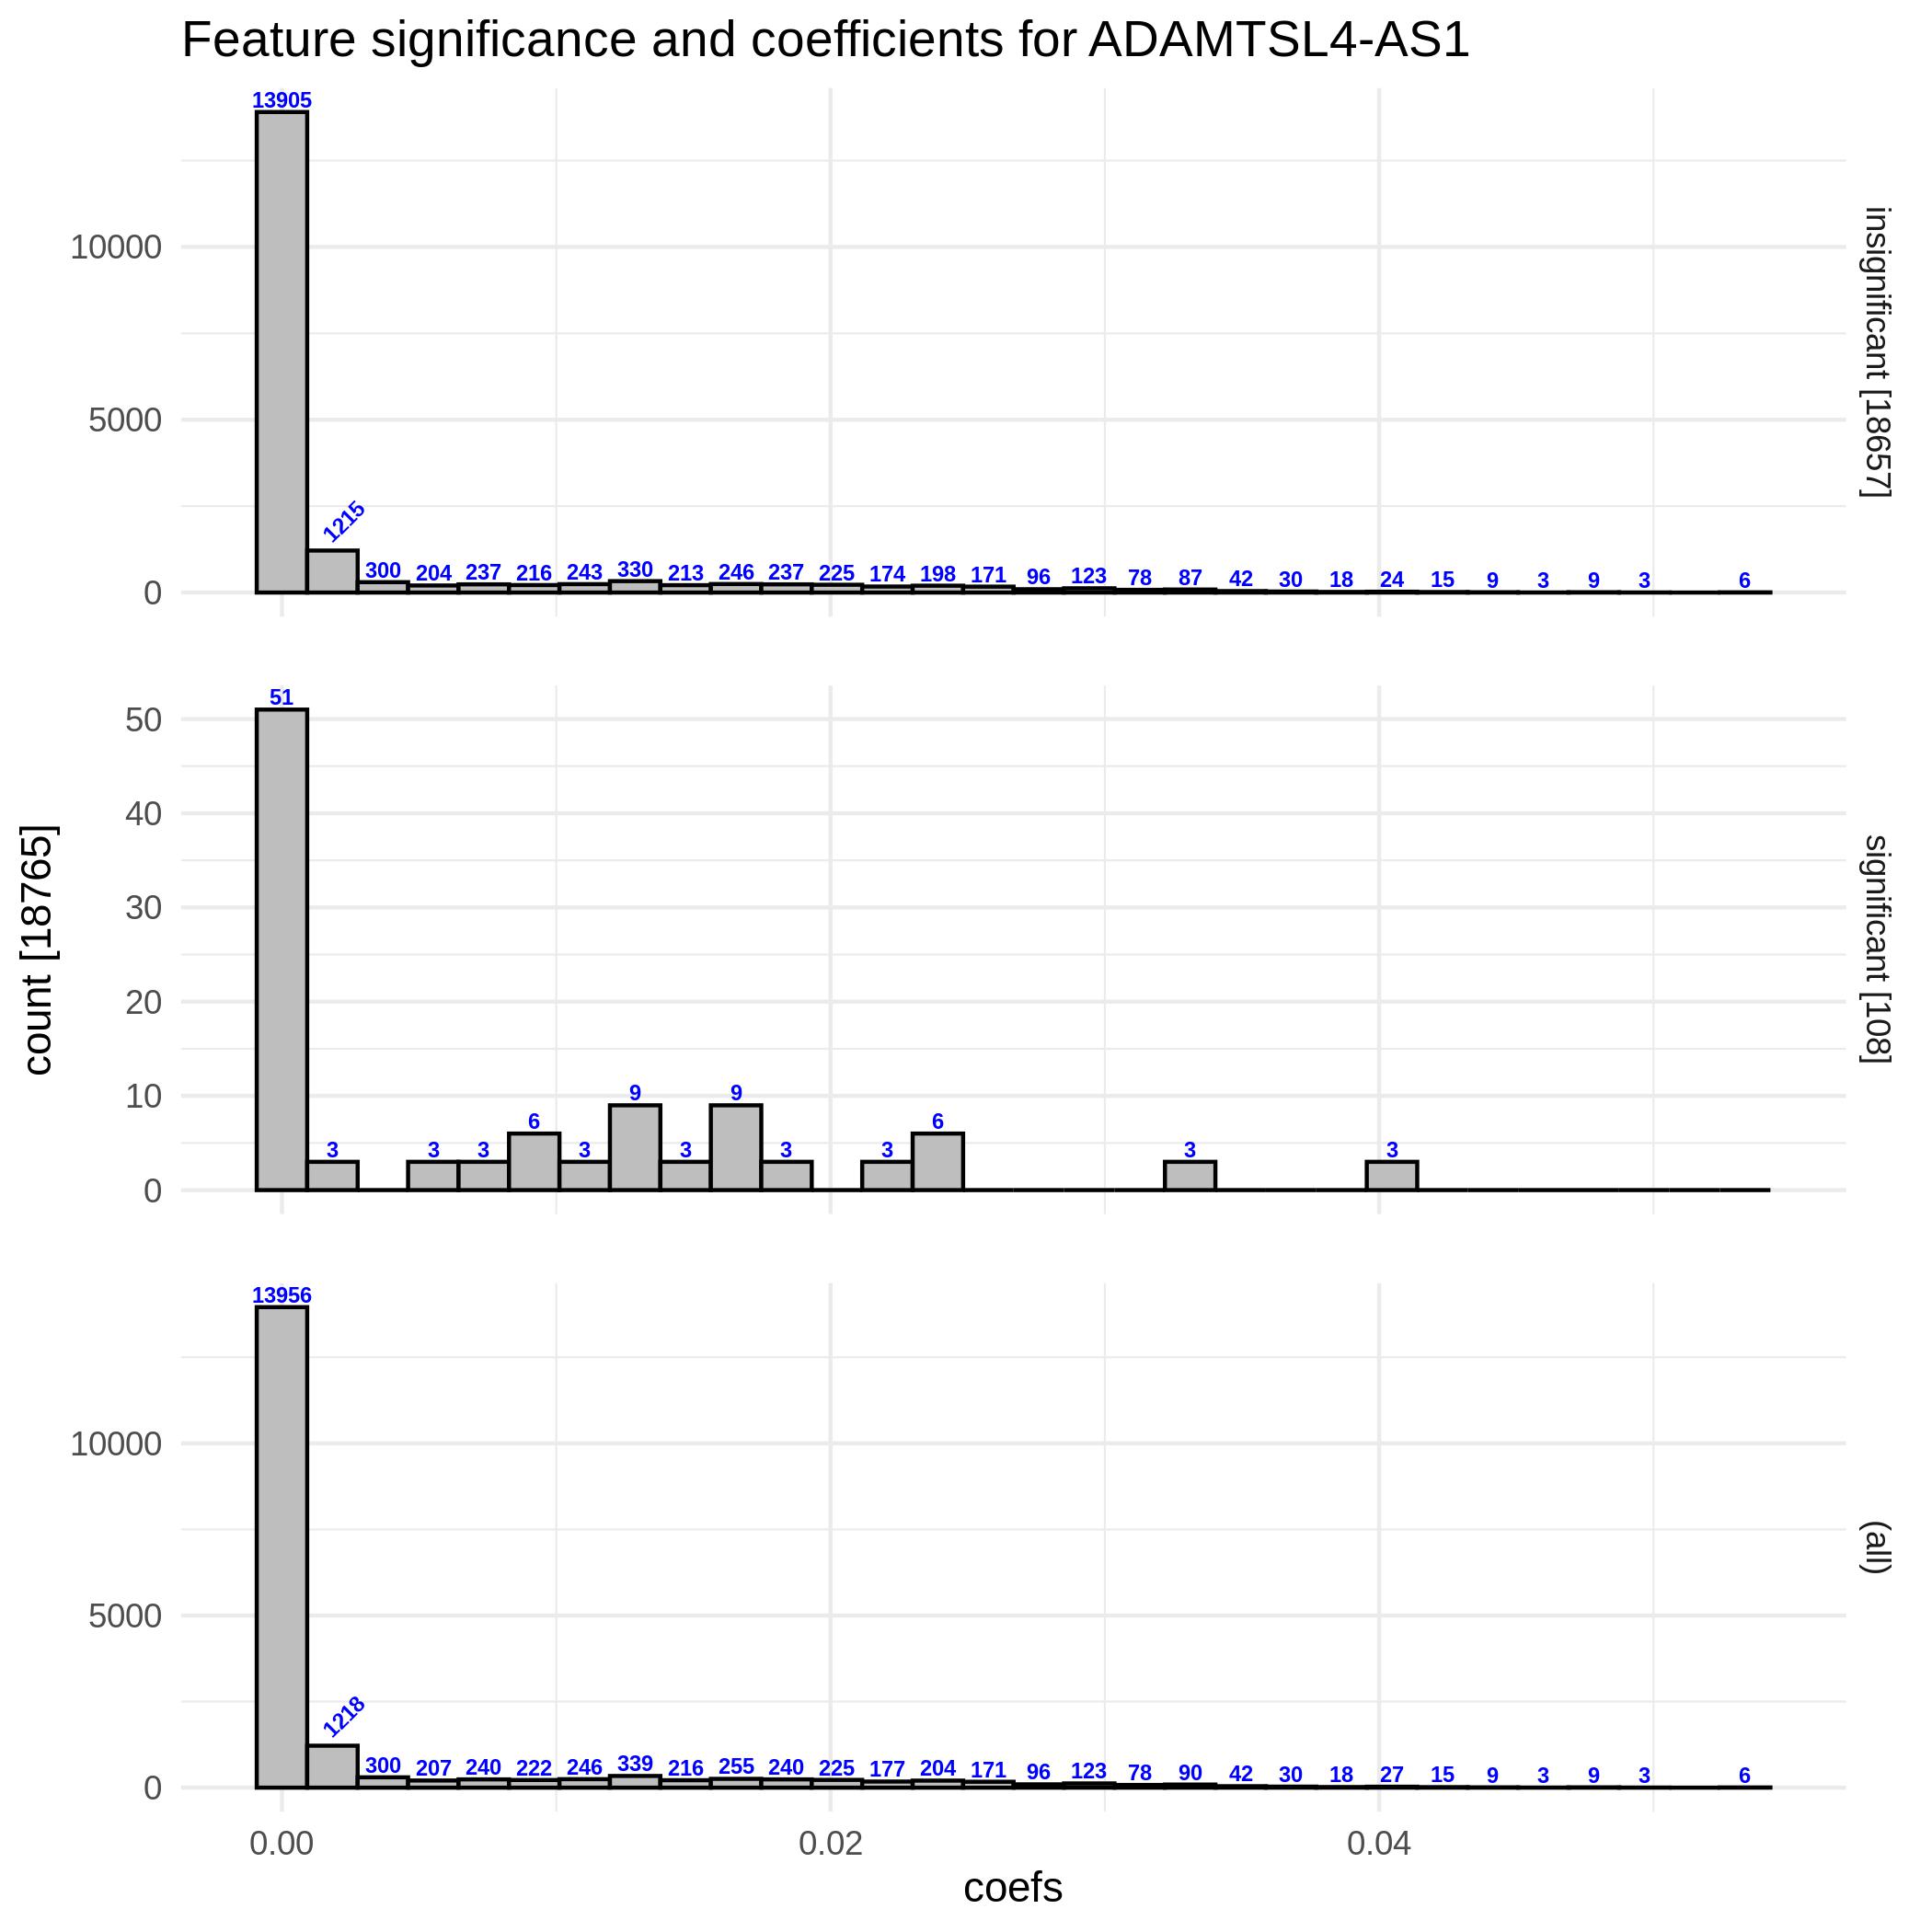 Feature significance and coefficients for ADAMTSL4-AS1
13905
1215
300 204 237 216 243 330 213 246 237 225 174 198 171 96 123 78 87 42 30 18 24 15 9 3 9 3 6
10000
5000
0
insignificant [18657]
51
3 3 3 6 3 9 3 9 3 3 6 3 3
50
40
30
20
10
0
significant [108]
count [18765]
13956
1218
300 207 240 222 246 339 216 255 240 225 177 204 171 96 123 78 90 42 30 18 27 15 9 3 9 3 6
10000
5000
0
(all)
0.00 0.02 0.04
coefs